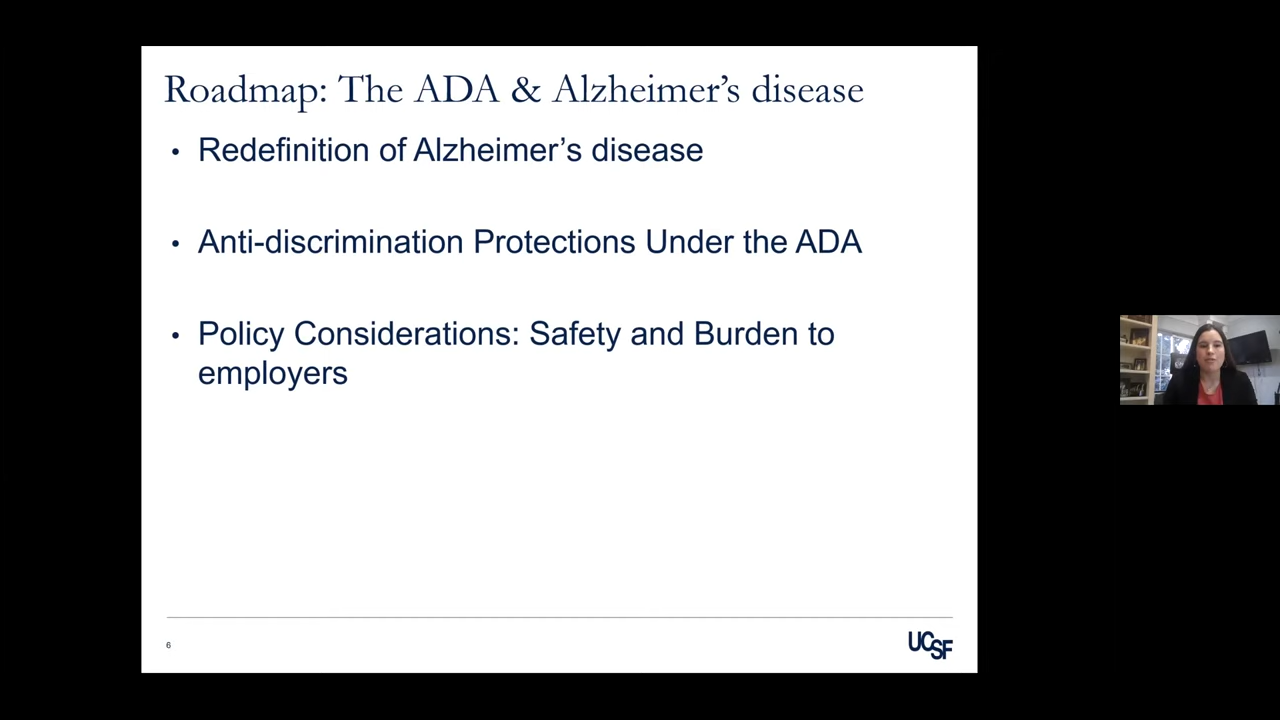 Roadmap: The ADA & Alzheimer’s disease
• Redefinition of Alzheimer’s disease
• Anti-discrimination Protections Under the ADA
• Policy Considerations: Safety and Burden to
employers
6
UCSF